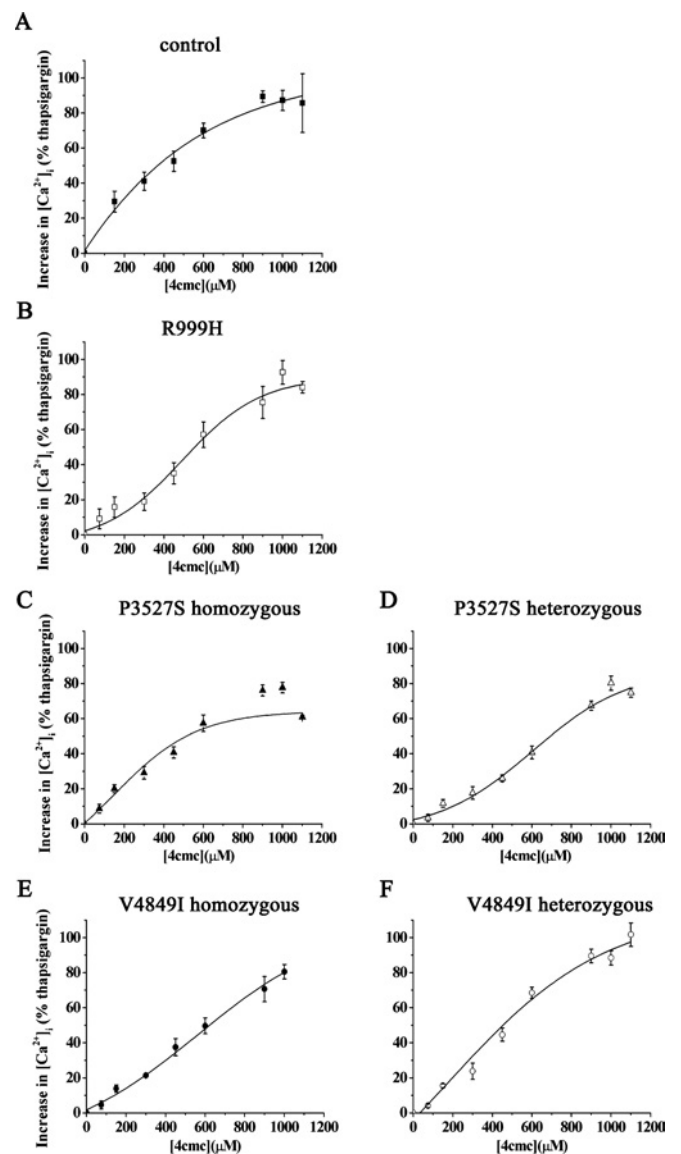 A
control
Increase in [Ca²⁺]ᵢ (% thapsigargin)
100
80
60
40
20
0
0 200 400 600 800 1000 1200
[4cmc](μM)
B
R999H
Increase in [Ca²⁺]ᵢ (% thapsigargin)
100
80
60
40
20
0
0 200 400 600 800 1000 1200
[4cmc](μM)
C
P3527S homozygous
Increase in [Ca²⁺]ᵢ (% thapsigargin)
100
80
60
40
20
0
0 200 400 600 800 1000 1200
[4cmc](μM)
D
P3527S heterozygous
100
80
60
40
20
0
0 200 400 600 800 1000 1200
[4cmc](μM)
E
V4849I homozygous
Increase in [Ca²⁺]ᵢ (% thapsigargin)
100
80
60
40
20
0
0 200 400 600 800 1000 1200
[4cmc](μM)
F
V4849I heterozygous
100
80
60
40
20
0
0 200 400 600 800 1000 1200
[4cmc](μM)